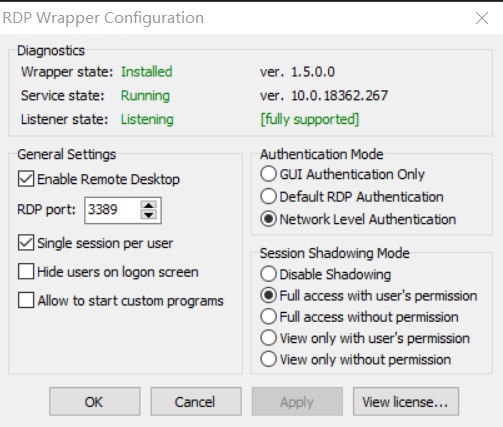 RDP Wrapper Configuration
Diagnostics
Wrapper state: Installed ver. 1.5.0.0
Service state: Running ver. 10.0.18362.267
Listener state: Listening [fully supported]
General Settings
Enable Remote Desktop
RDP port: 3389
Single session per user
Hide users on logon screen
Allow to start custom programs
Authentication Mode
GUI Authentication Only
Default RDP Authentication
Network Level Authentication
Session Shadowing Mode
Disable Shadowing
Full access with user's permission
Full access without permission
View only with user's permission
View only without permission
OK Cancel Apply View license...